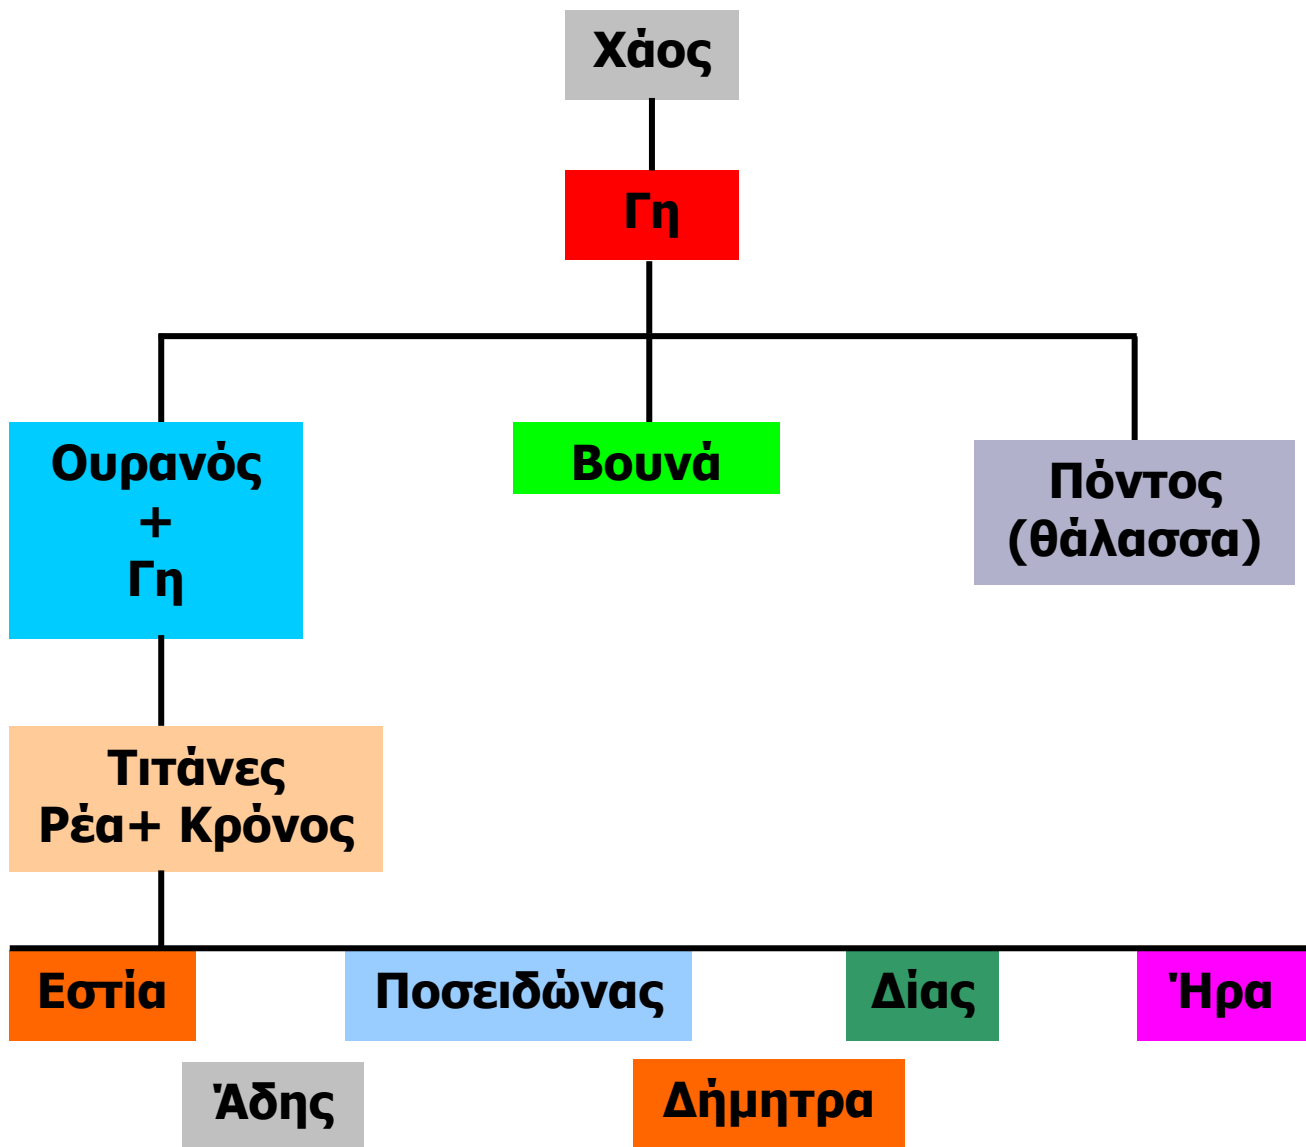 Χάος
Γη
Ουρανός
+
Γη
Βουνά
Πόντος
(θάλασσα)
Τιτάνες
Ρέα+ Κρόνος
Εστία
Ποσειδώνας
Δίας
Ήρα
Άδης
Δήμητρα